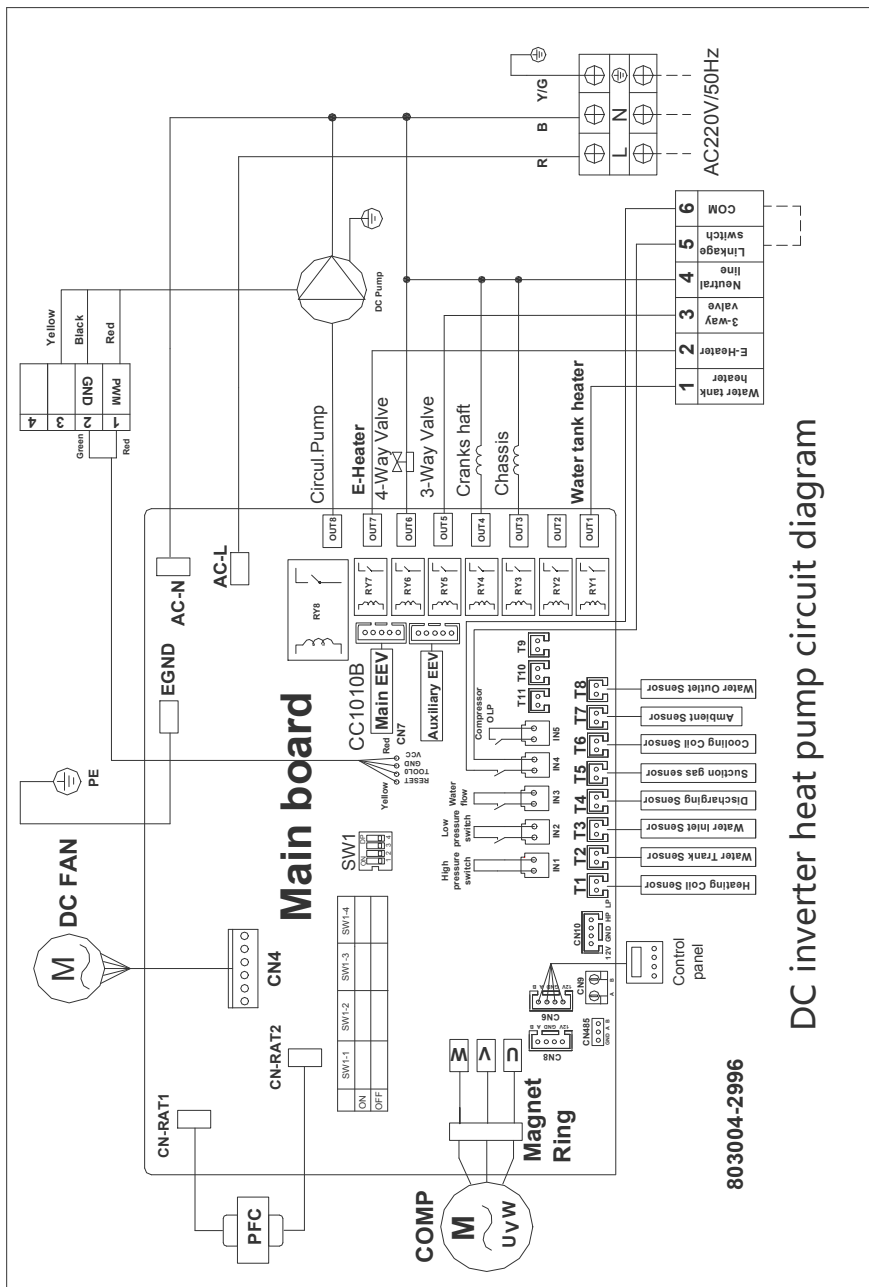 Yellow
Black
Red
4
3
2
1
GND
PWM
Green
Red
DC Pump
Y/G
B
R
L
N
AC220V/50Hz
1
2
3
4
5
6
Water tank
heater
E-Heater
3-way
valve
Neutral
line
Linkage
switch
COM
Circul.Pump
E-Heater
4-Way Valve
3-Way Valve
Cranks haft
Chassis
Water tank heater
OUT8
OUT7
OUT6
OUT5
OUT4
OUT3
OUT2
OUT1
RY8
RY7
RY6
RY5
RY4
RY3
RY2
RY1
AC-N
AC-L
EGND
PE
DC FAN
M
CN4
Main board
CC1010B
Main EEV
Auxiliary EEV
Red
CN7
VCC
GND
TOOL0
RESET
Yellow
SW1
ON
DP
1 2 3 4
SW1-1
SW1-2
SW1-3
SW1-4
ON
OFF
CN-RAT1
CN-RAT2
PFC
COMP
M
UVW
Magnet
Ring
W
V
U
High
pressure
switch
IN1
Low
pressure
switch
IN2
Water
flow
IN3
IN4
Compressor
OLP
IN5
T11
T10
T9
T1
T2
T3
T4
T5
T6
T7
T8
Heating Coil Sensor
Water Trank Sensor
Water Inlet Sensor
Discharging Sensor
Suction gas sensor
Cooling Coil Sensor
Ambient Sensor
Water Outlet Sensor
CN10
12V GND HP LP
CN6
12V GND A B
CN8
12V GND A B
CN9
A B
CN485
GND A B
Control
panel
803004-2996
DC inverter heat pump circuit diagram